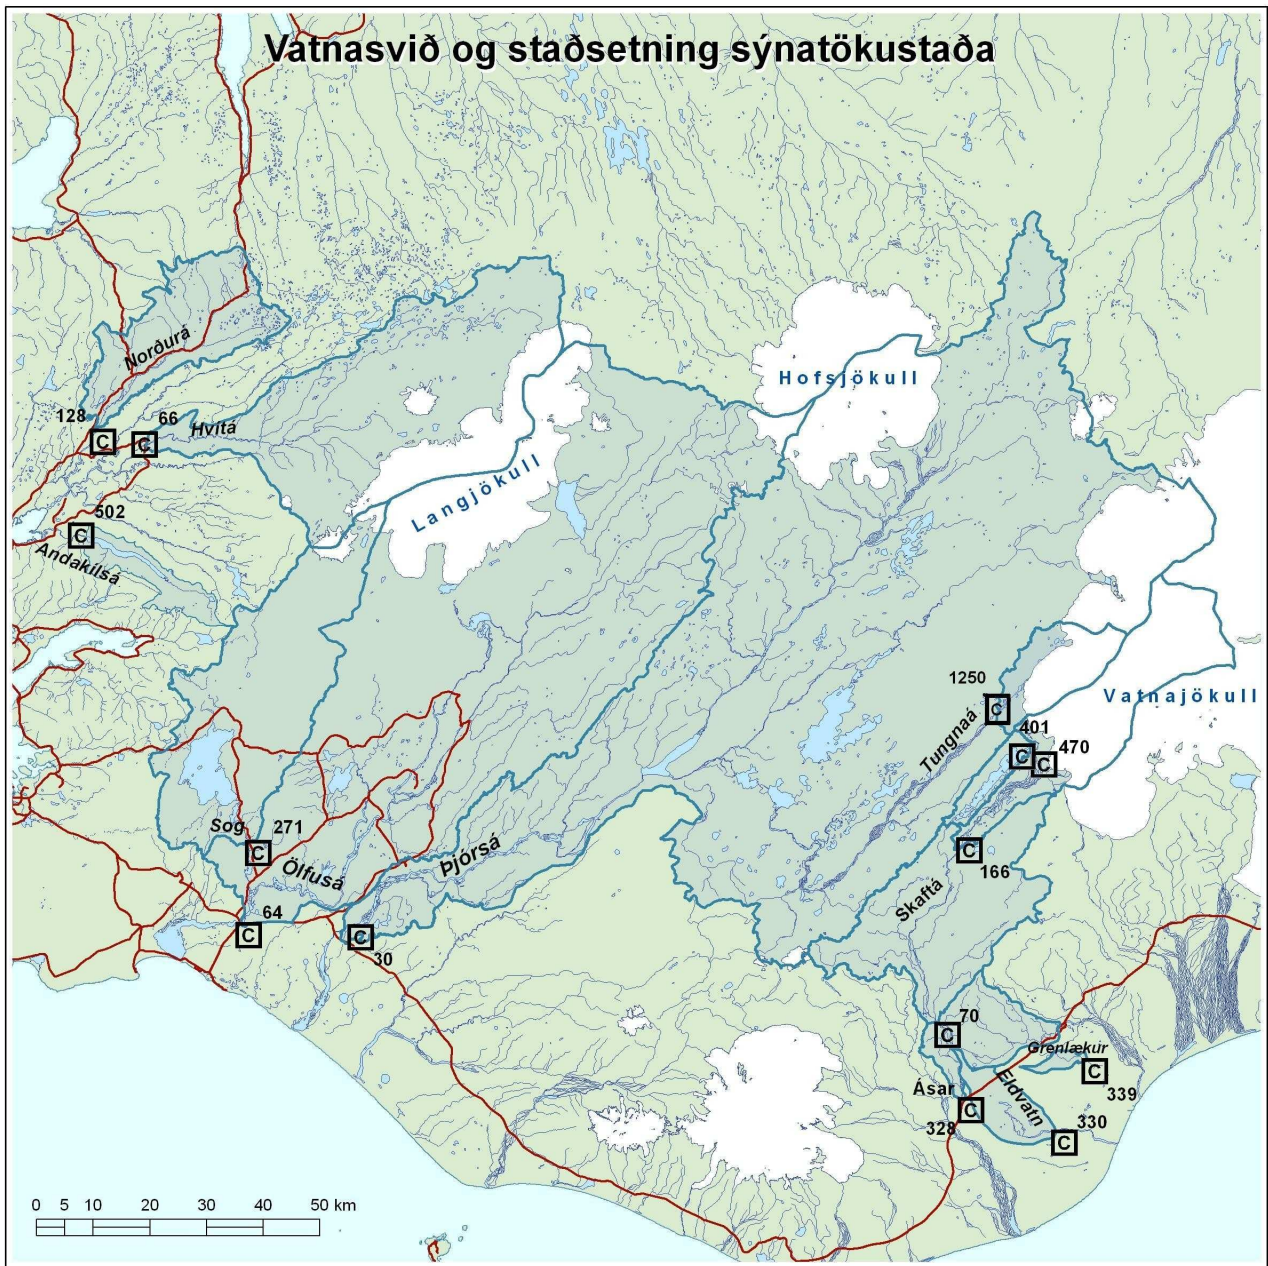 Vatnasvið og staðsetning sýnatökustaða
Norðurá
Hofsjökull
128
C
66
C
Hvítá
Langjökull
502
C
Andakílsá
1250
C
Tungnaá
Vatnajökull
401
C
470
C
Sog
271
C
Ölfusá
Þjórsá
166
C
Skaftá
64
C
30
C
70
C
Grenlækur
C
339
Ásar
Eldvatn
328
C
330
C
0 5 10 20 30 40 50 km